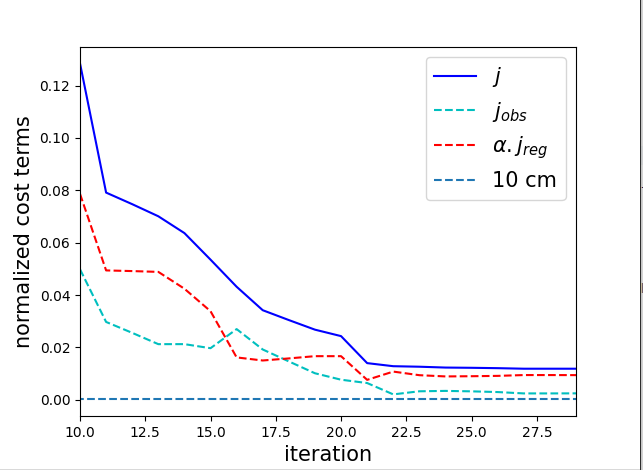 j
j_obs
α.j_reg
10 cm
normalized cost terms
0.12
0.10
0.08
0.06
0.04
0.02
0.00
10.0 12.5 15.0 17.5 20.0 22.5 25.0 27.5
iteration